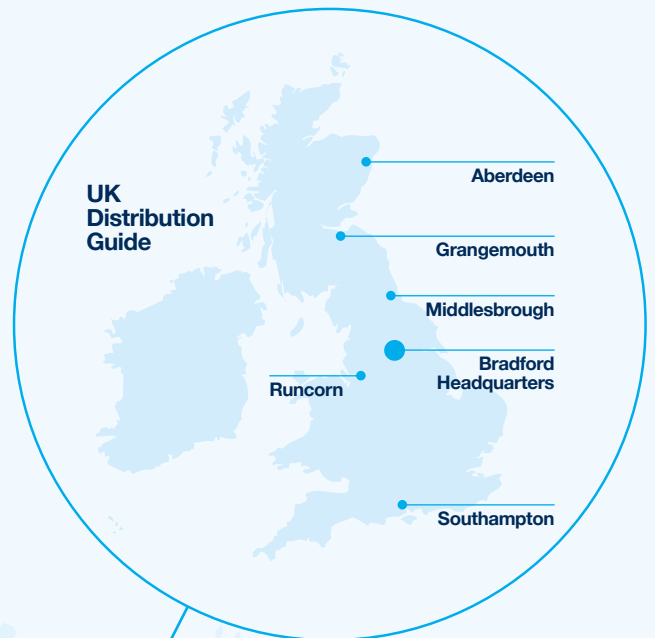 UK
Distribution
Guide
Aberdeen
Grangemouth
Middlesbrough
Bradford
Headquarters
Runcorn
Southampton